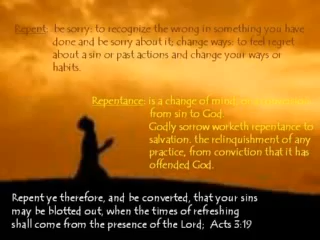 Repent: be sorry: to recognize the wrong in something you have
done and be sorry about it; change ways: to feel regret
about a sin or past actions and change your ways or
habits.
Repentance: is a change of mind,
from sin to God.
Godly sorrow worketh repentance to
salvation. the relinquishment of any
practice, from conviction that it has
offended God.
Repent ye therefore, and be converted, that your sins
may be blotted out, when the times of refreshing
shall come from the presence of the Lord; Acts 3:19